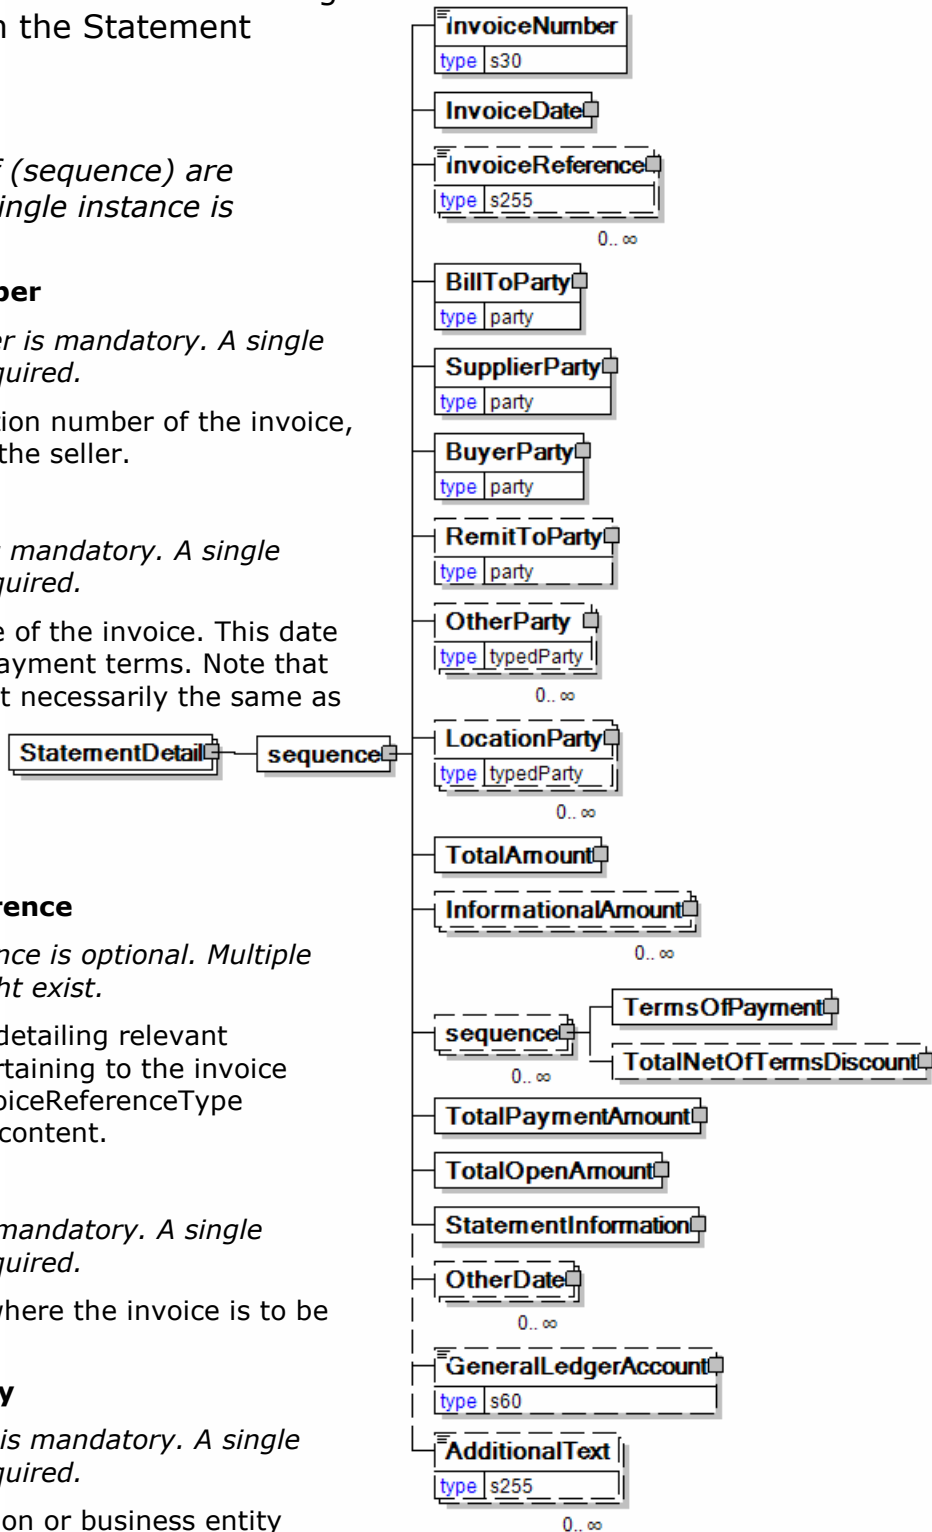 n the Statement
f (sequence) are
ingle instance is
ber
er is mandatory. A single
quired.
tion number of the invoice,
the seller.
s mandatory. A single
quired.
e of the invoice. This date
ayment terms. Note that
t necessarily the same as
rence
nce is optional. Multiple
ht exist.
detailing relevant
rtaining to the invoice
oiceReferenceType
content.
mandatory. A single
quired.
where the invoice is to be
y
is mandatory. A single
quired.
on or business entity
StatementDetail
sequence
InvoiceNumber
type s30
InvoiceDate
InvoiceReference
type s255
0.. ∞
BillToParty
type party
SupplierParty
type party
BuyerParty
type party
RemitToParty
type party
OtherParty
type typedParty
0.. ∞
LocationParty
type typedParty
0.. ∞
TotalAmount
InformationalAmount
0.. ∞
sequence
0.. ∞
TermsOfPayment
TotalNetOfTermsDiscount
TotalPaymentAmount
TotalOpenAmount
StatementInformation
OtherDate
0.. ∞
GeneralLedgerAccount
type s60
AdditionalText
type s255
0.. ∞